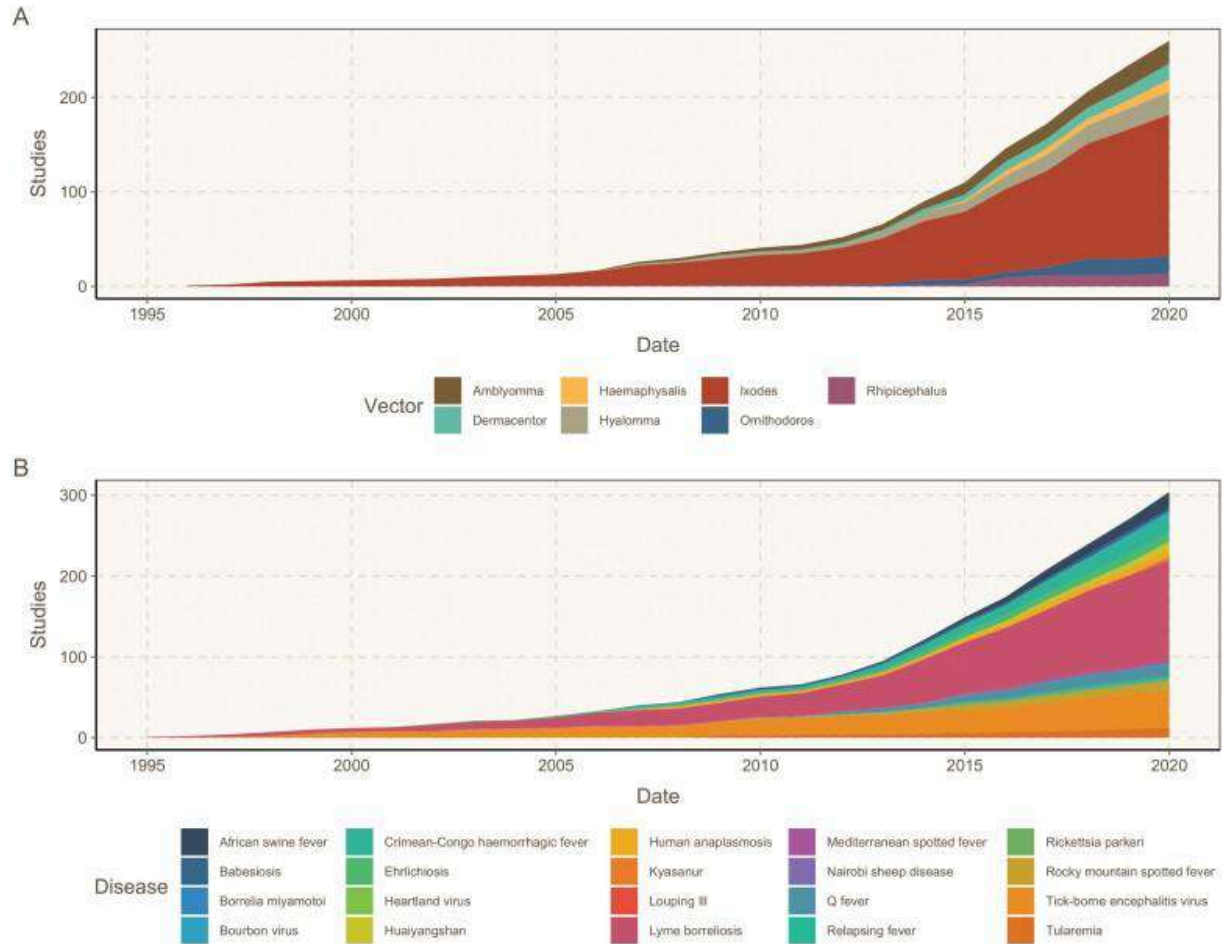 A
Studies
200
100
0
1995 2000 2005 2010 2015 2020
Date
Vector
Amblyomma Haemaphysalis Ixodes Rhipicephalus
Dermacentor Hyalomma Ornithodoros
B
Studies
300
200
100
0
1995 2000 2005 2010 2015 2020
Date
Disease
African swine fever Crimean-Congo haemorrhagic fever Human anaplasmosis Mediterranean spotted fever Rickettsia parkeri
Babesiosis Ehrlichiosis Kyasanur Nairobi sheep disease Rocky mountain spotted fever
Borrelia miyamotoi Heartland virus Louping Ill Q fever Tick-borne encephalitis virus
Bourbon virus Huaiyangshan Lyme borreliosis Relapsing fever Tularemia